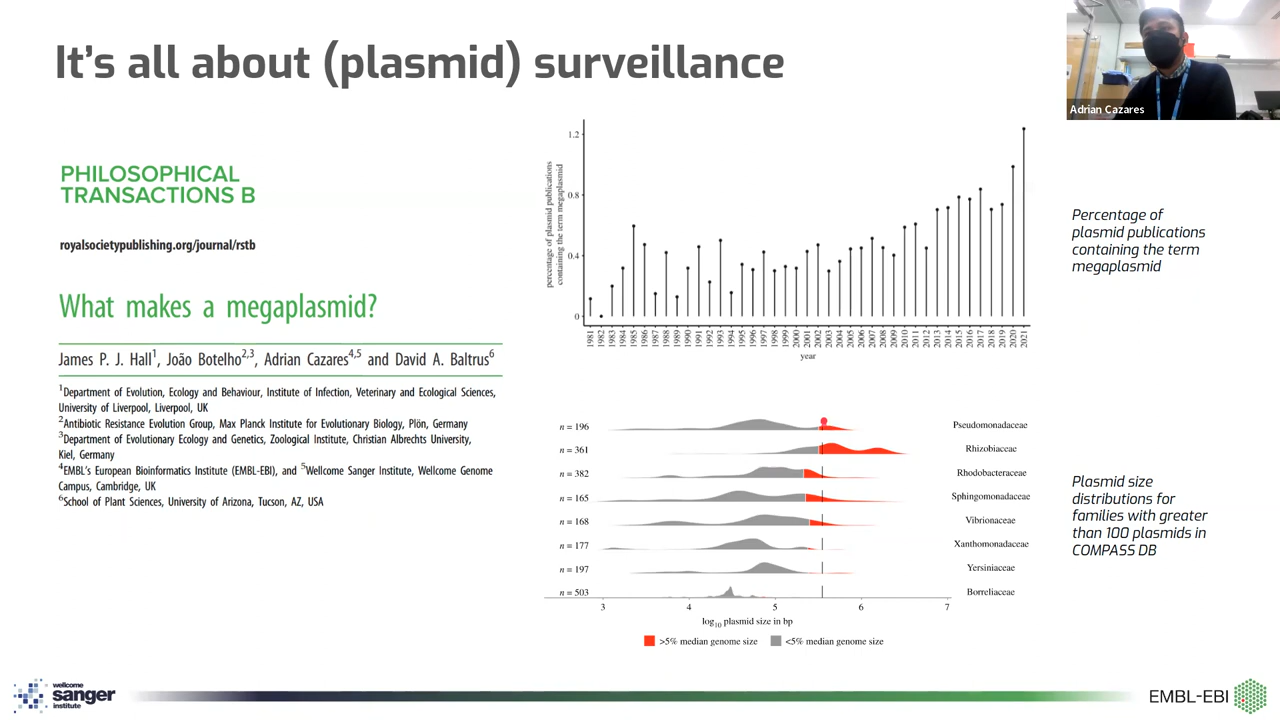 It's all about (plasmid) surveillance
Adrian Cazares
PHILOSOPHICAL
TRANSACTIONS B
royalsocietypublishing.org/journal/rstb
What makes a megaplasmid?
James P. J. Hall1, João Botelho2,3, Adrian Cazares4,5 and David A. Baltrus6
1Department of Evolution, Ecology and Behaviour, Institute of Infection, Veterinary and Ecological Sciences,
University of Liverpool, Liverpool, UK
2Antibiotic Resistance Evolution Group, Max Planck Institute for Evolutionary Biology, Plön, Germany
3Department of Evolutionary Ecology and Genetics, Zoological Institute, Christian Albrechts University,
Kiel, Germany
4EMBL's European Bioinformatics Institute (EMBL-EBI), and 5Wellcome Sanger Institute, Wellcome Genome
Campus, Cambridge, UK
6School of Plant Sciences, University of Arizona, Tucson, AZ, USA
percentage of plasmid publications
containing the term megaplasmid
1.2
0.8
0.4
0
1981 1982 1983 1984 1985 1986 1987 1988 1989 1990 1991 1992 1993 1994 1995 1996 1997 1998 1999 2000 2001 2002 2003 2004 2005 2006 2007 2008 2009 2010 2011 2012 2013 2014 2015 2016 2017 2018 2019 2020 2021
year
Percentage of
plasmid publications
containing the term
megaplasmid
n = 196 Pseudomonadaceae
n = 361 Rhizobiaceae
n = 382 Rhodobacteraceae
n = 165 Sphingomonadaceae
n = 168 Vibrionaceae
n = 177 Xanthomonadaceae
n = 197 Yersiniaceae
n = 503 Borreliaceae
3 4 5 6 7
log10 plasmid size in bp
>5% median genome size <5% median genome size
Plasmid size
distributions for
families with greater
than 100 plasmids in
COMPASS DB
wellcome
sanger
institute
EMBL-EBI